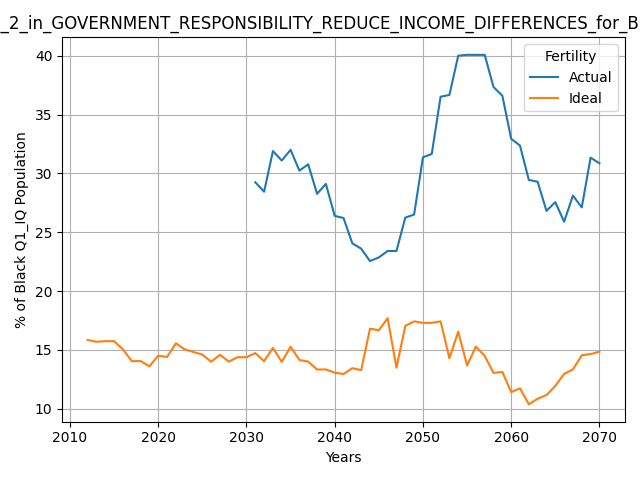 _2_in_GOVERNMENT_RESPONSIBILITY_REDUCE_INCOME_DIFFERENCES_for_B
Fertility
Actual
Ideal
40
35
30
25
20
15
10
% of Black Q1_IQ Population
2010 2020 2030 2040 2050 2060 2070
Years